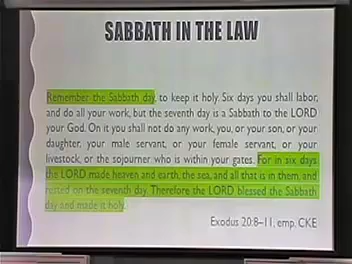 SABBATH IN THE LAW
Remember the Sabbath day, to keep it holy. Six days you shall labor,
and do all your work, but the seventh day is a Sabbath to the LORD
your God. On it you shall not do any work, you, or your son, or your
daughter, your male servant, or your female servant, or your
livestock, or the sojourner who is within your gates. For in six days
the LORD made heaven and earth, the sea, and all that is in them, and
rested on the seventh day. Therefore the LORD blessed the Sabbath
day and made it holy.
Exodus 20:8–11, emp. CKE